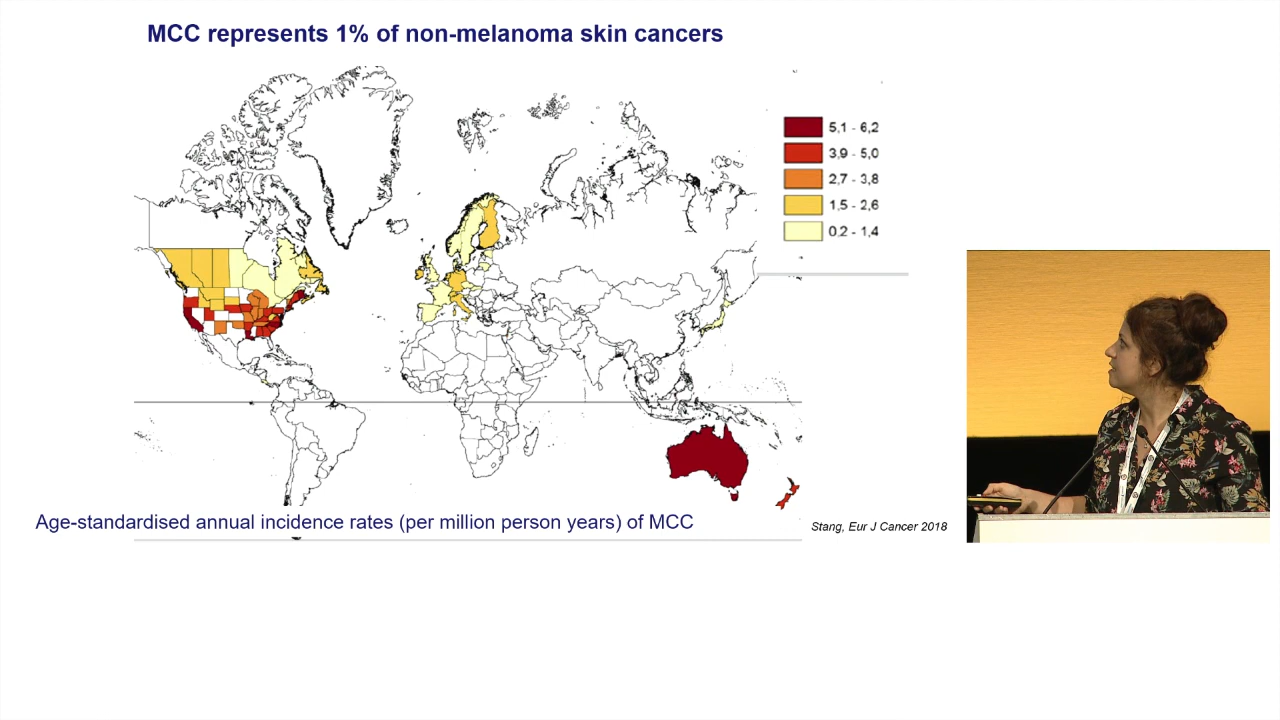 MCC represents 1% of non-melanoma skin cancers
5,1 - 6,2
3,9 - 5,0
2,7 - 3,8
1,5 - 2,6
0,2 - 1,4
Age-standardised annual incidence rates (per million person years) of MCC
Stang, Eur J Cancer 2018